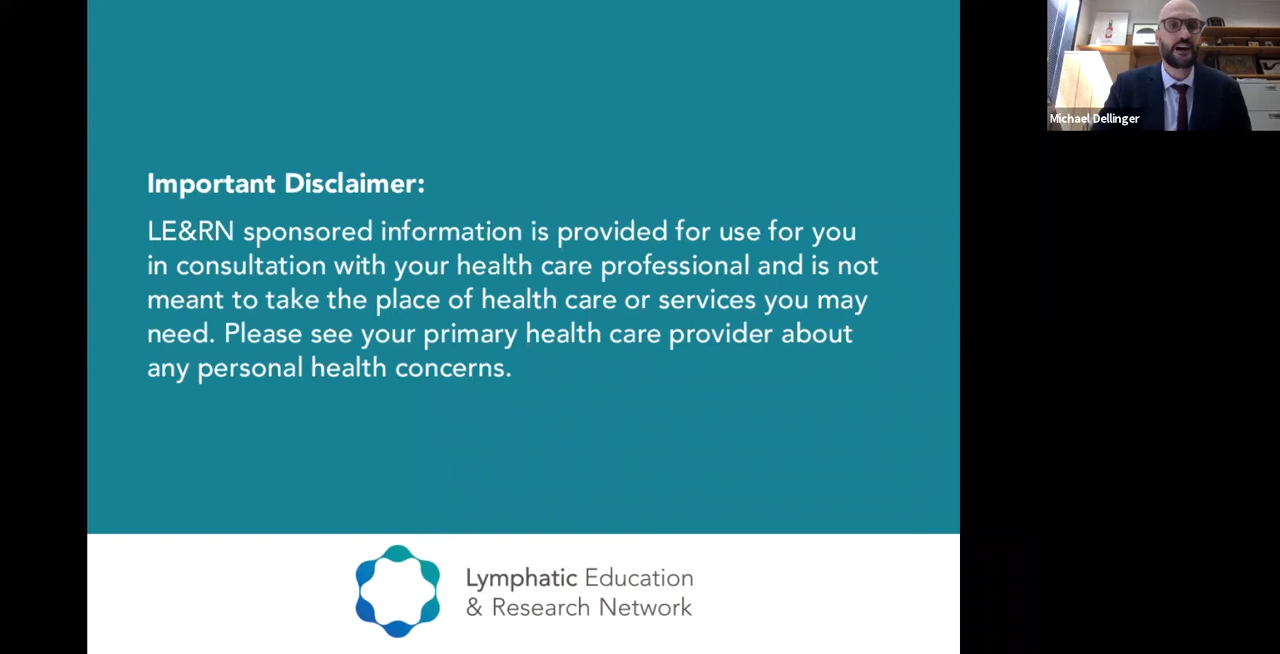 Important Disclaimer:
LE&RN sponsored information is provided for use for you
in consultation with your health care professional and is not
meant to take the place of health care or services you may
need. Please see your primary health care provider about
any personal health concerns.
Lymphatic Education
& Research Network
Michael Dellinger